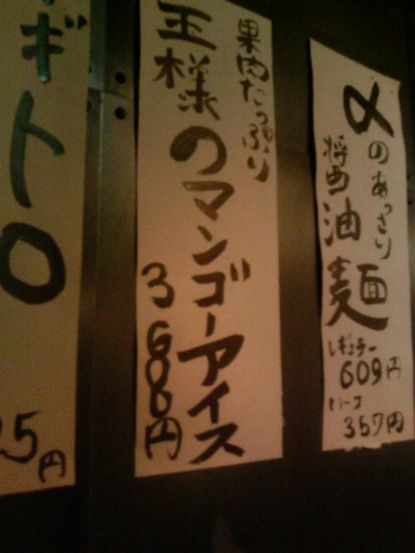 〆のあっさり
醤油麺
レギュラー
609円
ハーフ
357円
果肉たっぷり
王様のマンゴーアイス
3600円
ギトロ
5円